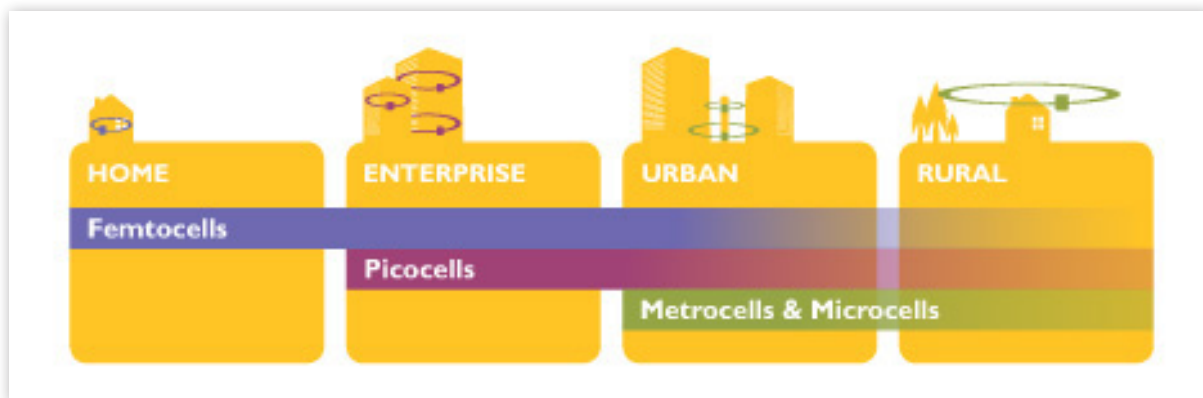 HOME
ENTERPRISE
URBAN
RURAL
Femtocells
Picocells
Metrocells & Microcells